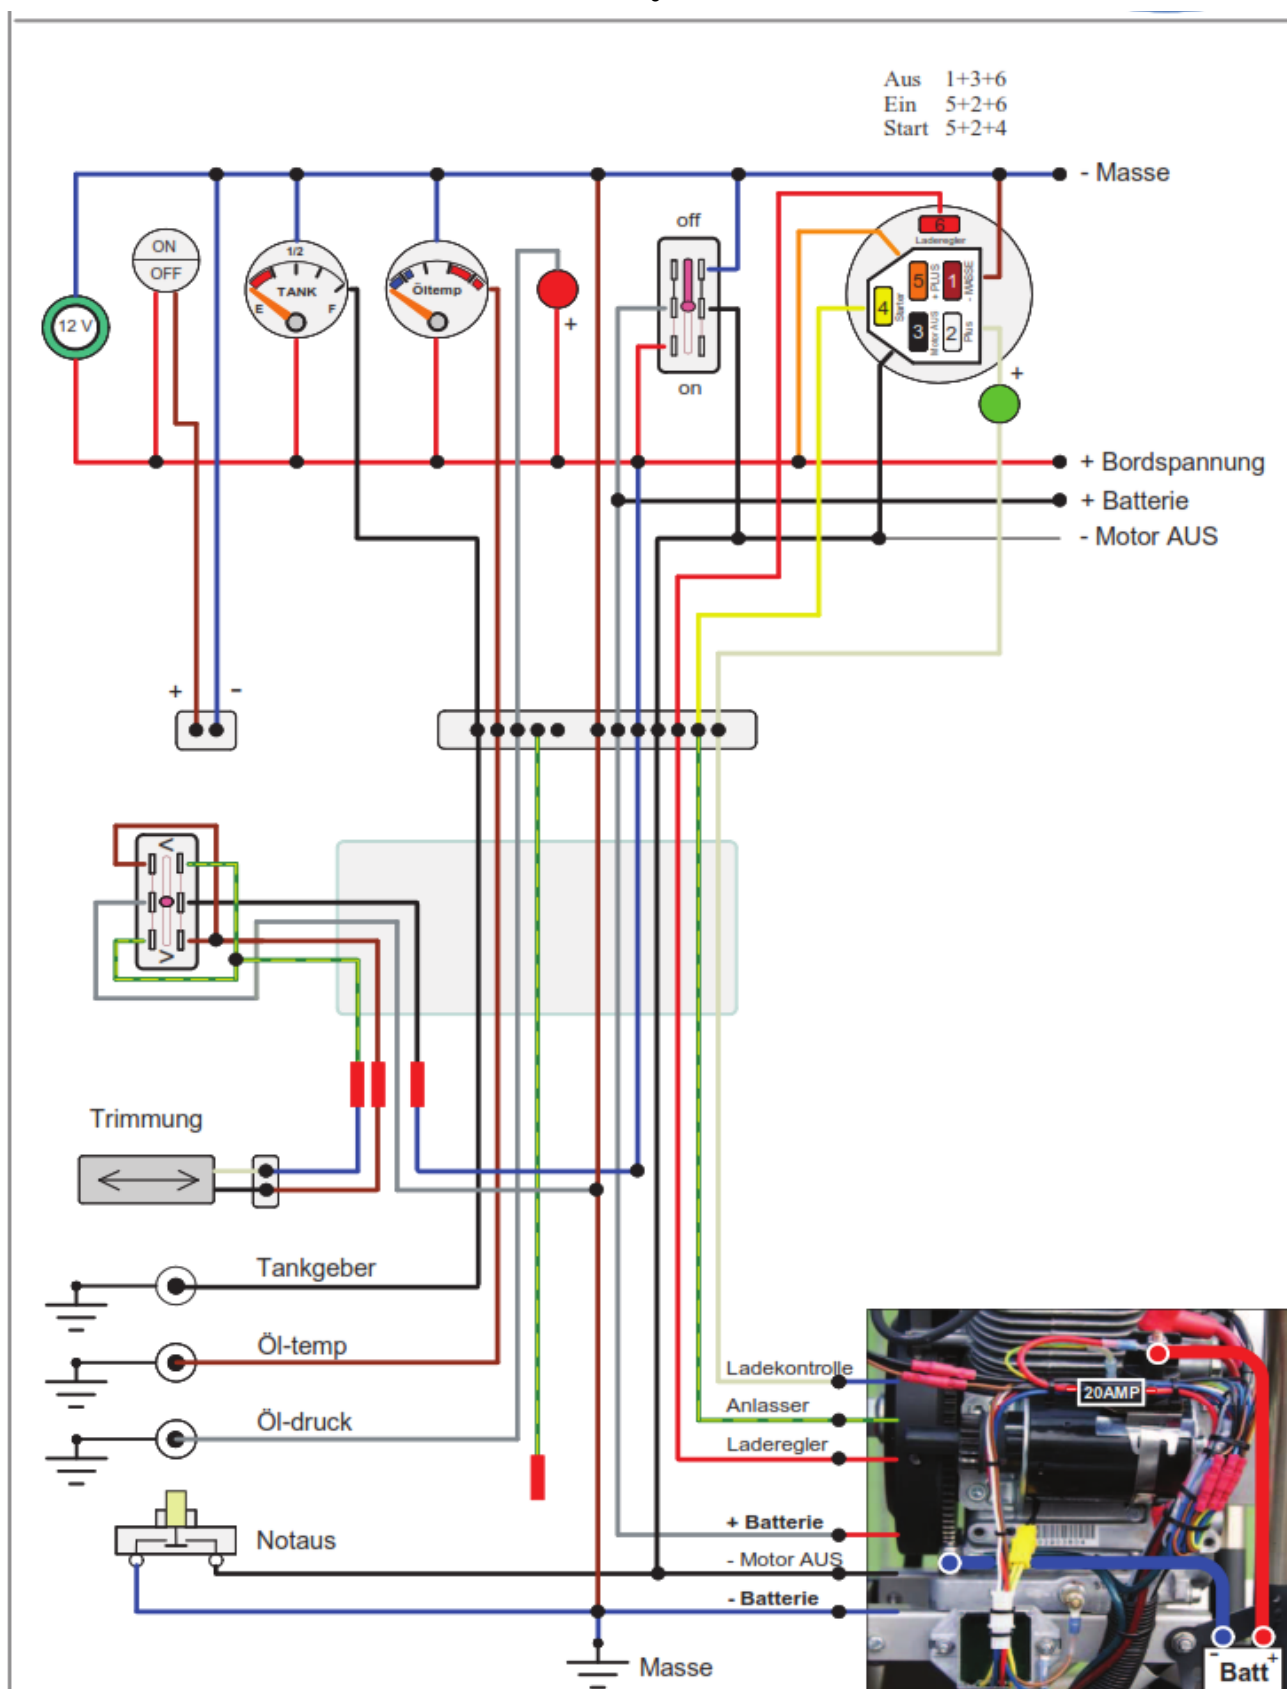 Aus 1+3+6
Ein 5+2+6
Start 5+2+4
- Masse
off
6
Laderegler
ON
OFF
1/2
TANK
E F
Öltemp
12 V
+
5
+ PLUS
1
- MASSE
4
Starter
3
Motor AUS
2
Plus
on
+
+ Bordspannung
+ Batterie
- Motor AUS
+ -
<
>
Trimmung
Tankgeber
Öl-temp
Öl-druck
Notaus
Ladekontrolle
Anlasser
Laderegler
+ Batterie
- Motor AUS
- Batterie
Masse
20AMP
- +
Batt